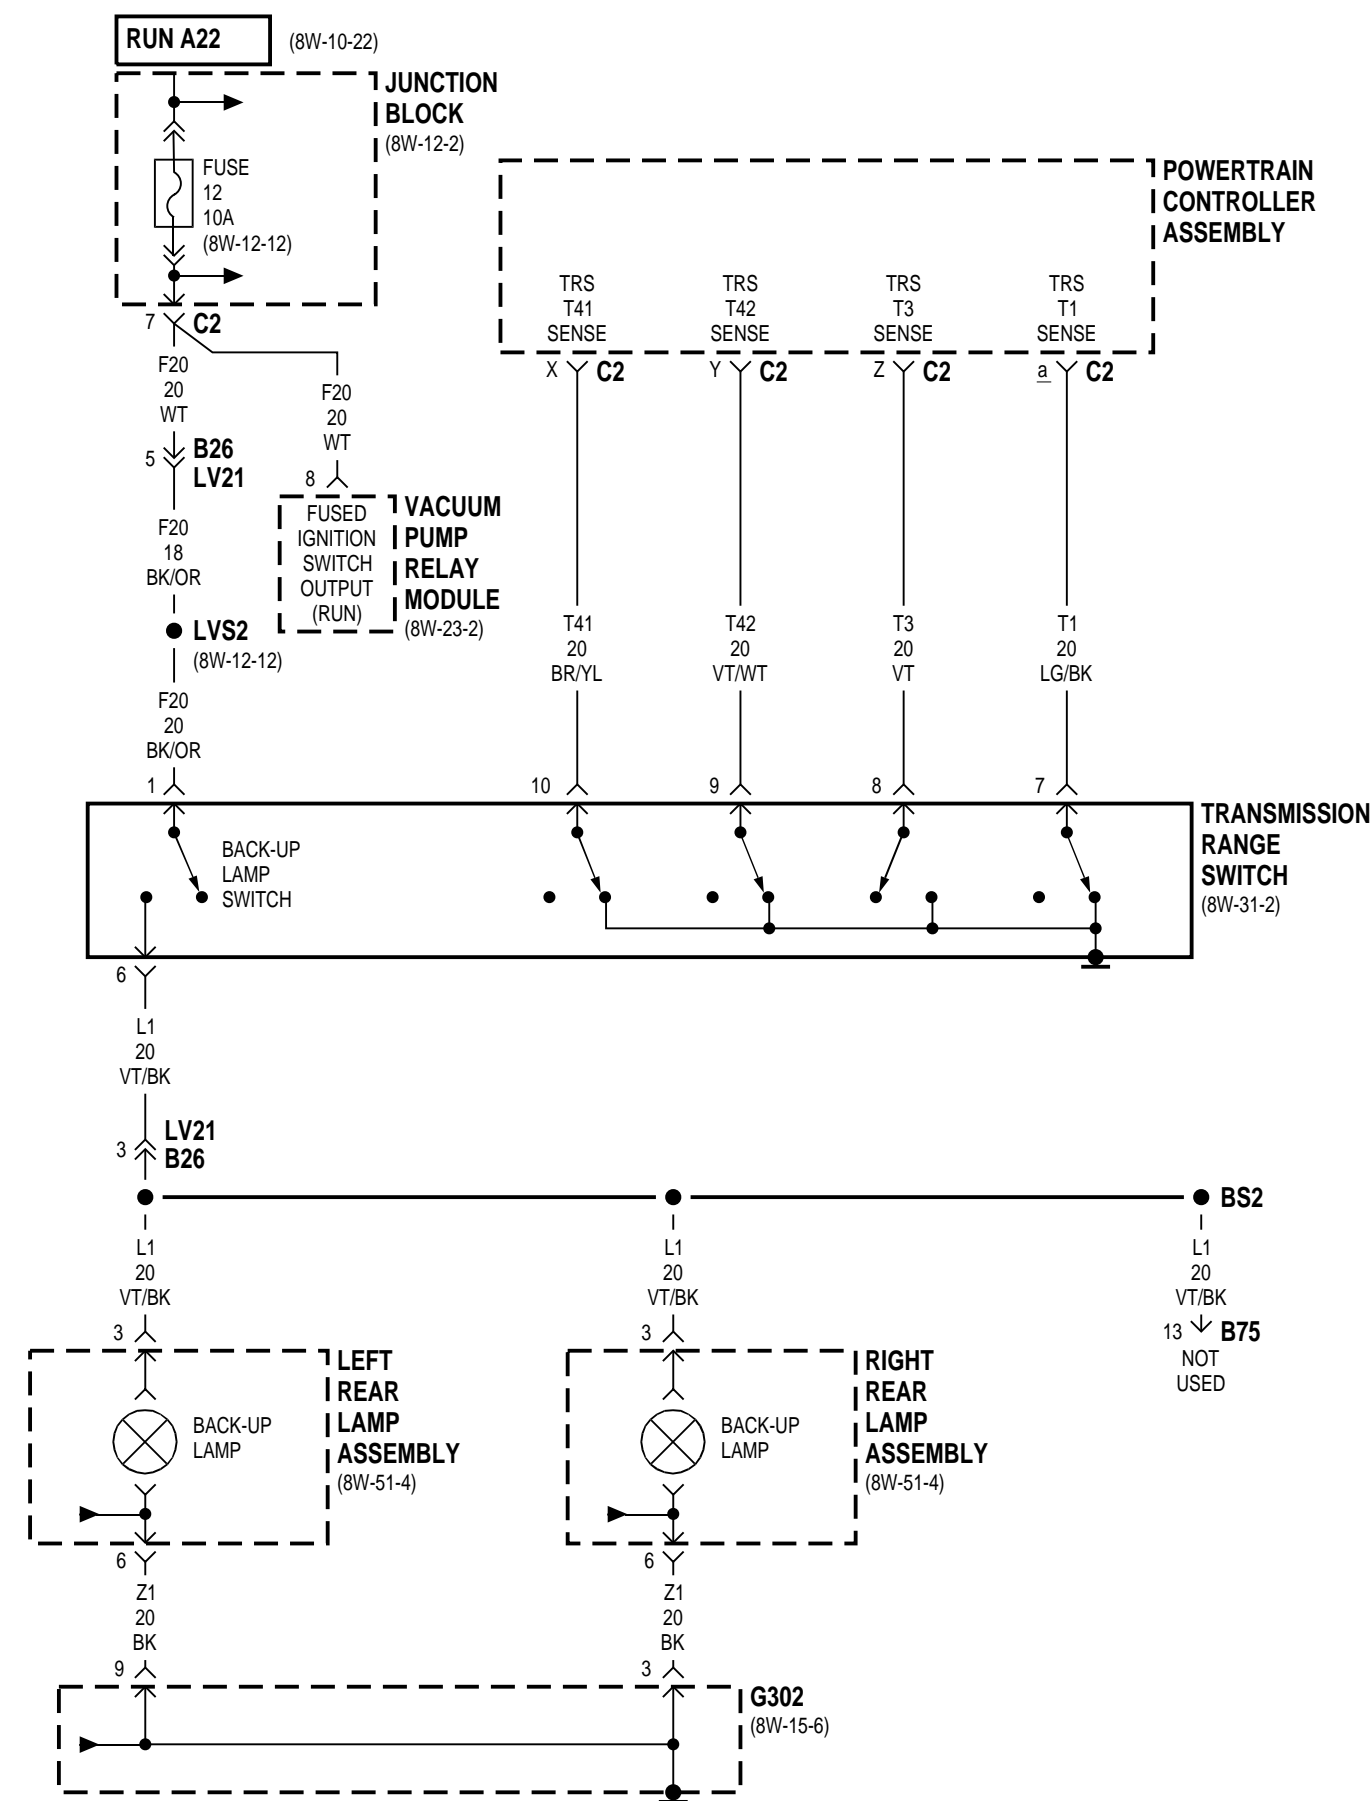 RUN A22
(8W-10-22)
JUNCTION
BLOCK
(8W-12-2)
FUSE
12
10A
(8W-12-12)
7
C2
F20
20
WT
F20
20
WT
5
B26
LV21
8
FUSED
IGNITION
SWITCH
OUTPUT
(RUN)
VACUUM
PUMP
RELAY
MODULE
(8W-23-2)
F20
18
BK/OR
LVS2
(8W-12-12)
F20
20
BK/OR
1
POWERTRAIN
CONTROLLER
ASSEMBLY
TRS
T41
SENSE
TRS
T42
SENSE
TRS
T3
SENSE
TRS
T1
SENSE
X
C2
Y
C2
Z
C2
a
C2
T41
20
BR/YL
T42
20
VT/WT
T3
20
VT
T1
20
LG/BK
10
9
8
7
BACK-UP
LAMP
SWITCH
TRANSMISSION
RANGE
SWITCH
(8W-31-2)
6
L1
20
VT/BK
3
LV21
B26
BS2
L1
20
VT/BK
L1
20
VT/BK
L1
20
VT/BK
13
B75
NOT
USED
3
BACK-UP
LAMP
LEFT
REAR
LAMP
ASSEMBLY
(8W-51-4)
3
BACK-UP
LAMP
RIGHT
REAR
LAMP
ASSEMBLY
(8W-51-4)
6
Z1
20
BK
9
6
Z1
20
BK
3
G302
(8W-15-6)